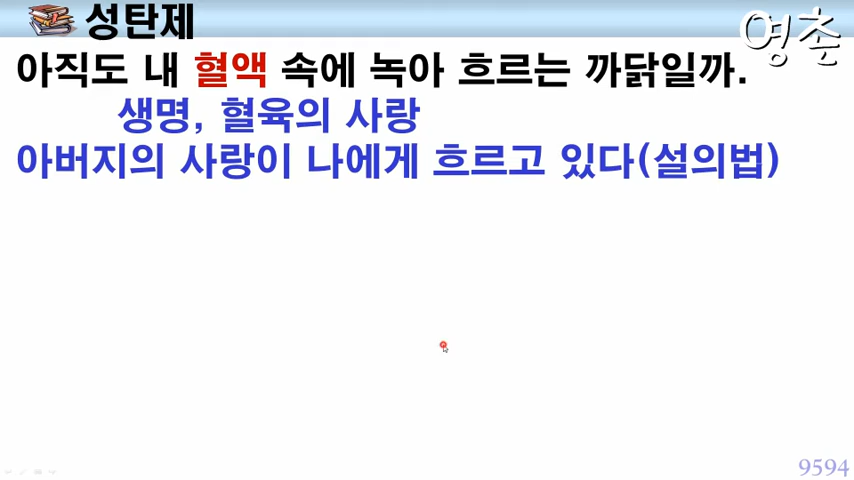 성탄제
영촌
아직도 내 혈액 속에 녹아 흐르는 까닭일까.
생명, 혈육의 사랑
아버지의 사랑이 나에게 흐르고 있다(설의법)
9594